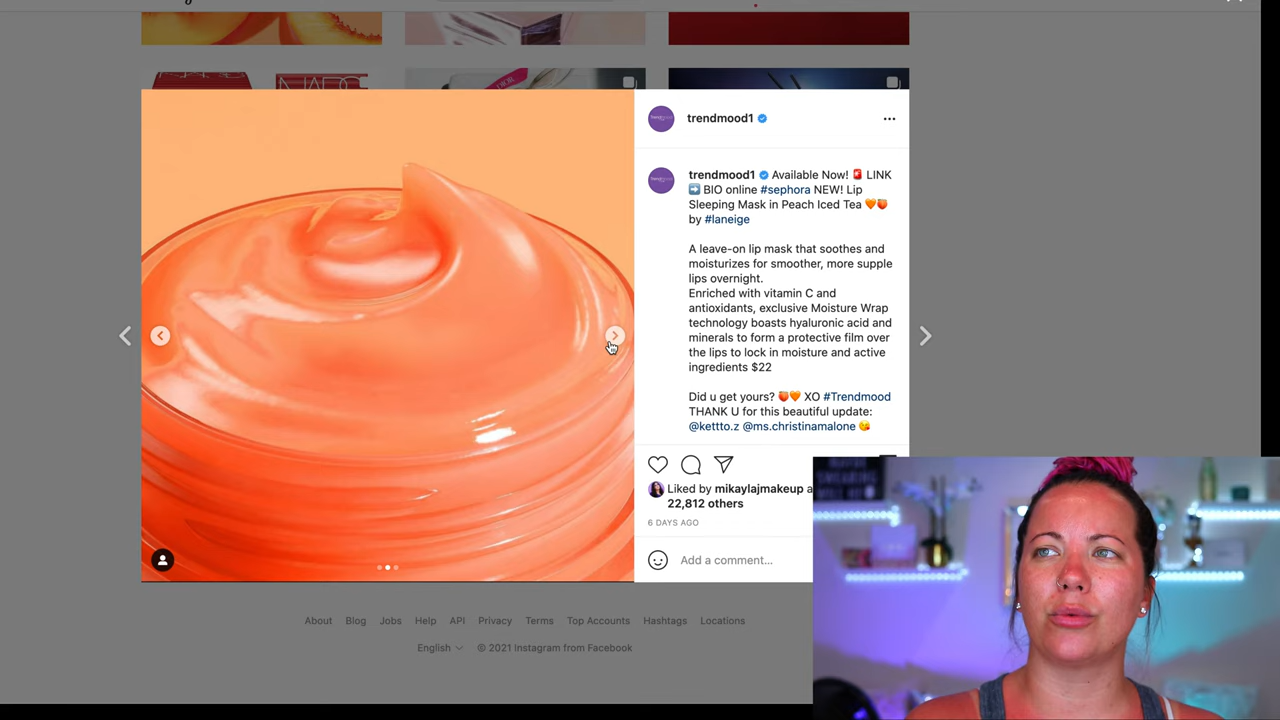 NARS
trendmood1
trendmood1 Available Now! 🚨 LINK
➡️ BIO online #sephora NEW! Lip
Sleeping Mask in Peach Iced Tea 🧡🍑
by #laneige
A leave-on lip mask that soothes and
moisturizes for smoother, more supple
lips overnight.
Enriched with vitamin C and
antioxidants, exclusive Moisture Wrap
technology boasts hyaluronic acid and
minerals to form a protective film over
the lips to lock in moisture and active
ingredients $22
Did u get yours? 🍑🧡 XO #Trendmood
THANK U for this beautiful update:
@kettto.z @ms.christinamalone 😘
Liked by mikaylajmakeup a
22,812 others
6 DAYS AGO
Add a comment...
About Blog Jobs Help API Privacy Terms Top Accounts Hashtags Locations
English © 2021 Instagram from Facebook